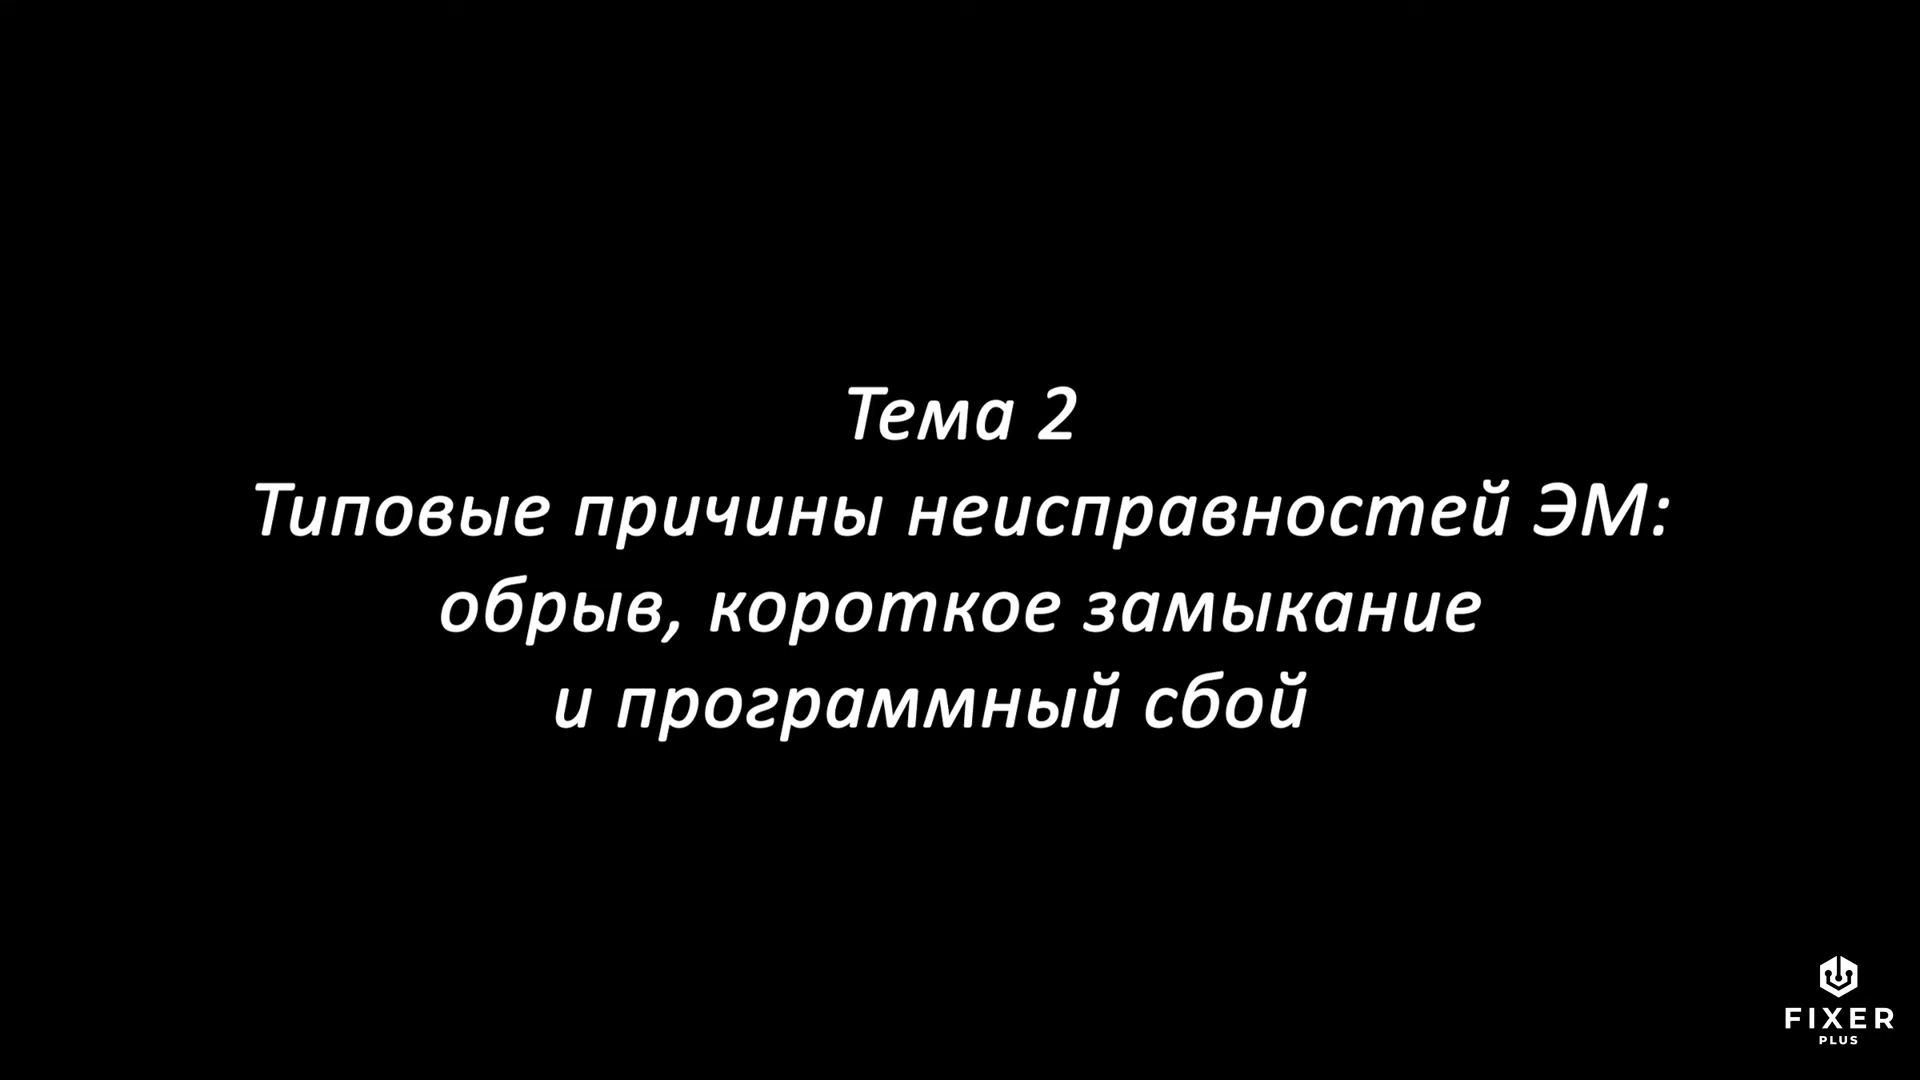 Тема 2
Типовые причины неисправностей ЭМ:
обрыв, короткое замыкание
и программный сбой
FIXER
PLUS